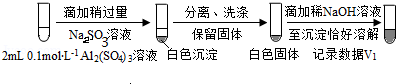 滴加稍过量 分离、洗涤 滴加稀NaOH溶液
Na₂SO₃溶液 保留固体 至沉淀恰好溶解
2mL 0.1mol·L⁻¹ Al₂(SO₄)₃溶液 白色沉淀 白色固体 记录数据V₁